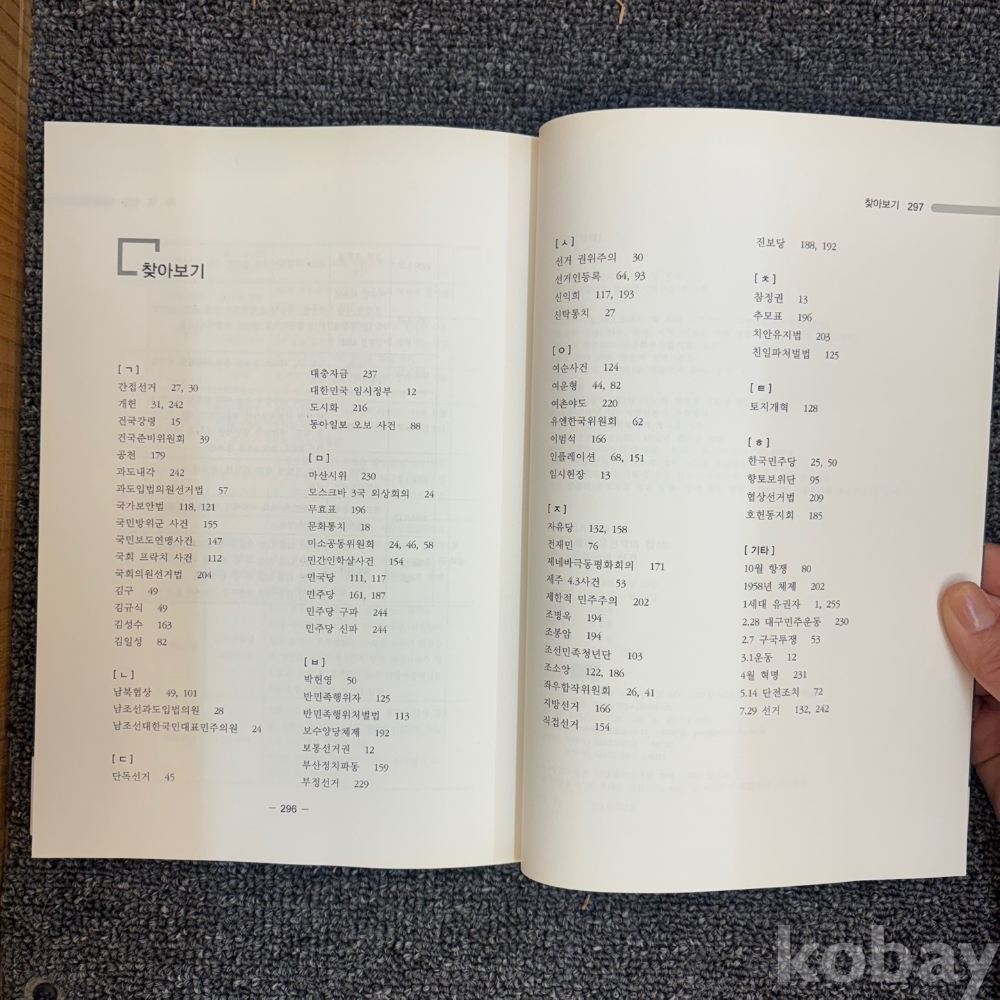 찾아보기
[ㄱ]
간접선거 27, 30
개헌 31, 242
건국강령 15
건국준비위원회 39
공천 179
과도내각 242
과도입법의원선거법 57
국가보안법 118, 121
국민방위군 사건 155
국민보도연맹사건 147
국회 프락치 사건 112
국회의원선거법 204
김구 49
김규식 49
김성수 163
김일성 82
[ㄴ]
남북협상 49, 101
남조선과도입법의원 28
남조선대한국민대표민주의원 24
[ㄷ]
단독선거 45
대충자금 237
대한민국 임시정부 12
도시화 216
동아일보 오보 사건 88
[ㅁ]
마산시위 230
모스크바 3국 외상회의 24
무효표 196
문화통치 18
미소공동위원회 24, 46, 58
민간인학살사건 154
민국당 111, 117
민주당 161, 187
민주당 구파 244
민주당 신파 244
[ㅂ]
박헌영 50
반민족행위자 125
반민족행위처벌법 113
보수양당체제 192
보통선거권 12
부산정치파동 159
부정선거 229
- 296 -
찾아보기 297
[ㅅ]
선거 권위주의 30
선거인등록 64, 93
신익희 117, 193
신탁통치 27
[ㅇ]
여순사건 124
여운형 44, 82
여촌야도 220
유엔한국위원회 62
이범석 166
인플레이션 68, 151
임시헌장 13
[ㅈ]
자유당 132, 158
전재민 76
제네바극동평화회의 171
제주 4.3사건 53
제한적 민주주의 202
조병옥 194
조봉암 194
조선민족청년단 103
조소앙 122, 186
좌우합작위원회 26, 41
지방선거 166
직접선거 154
진보당 188, 192
[ㅊ]
참정권 13
추모표 196
치안유지법 203
친일파처벌법 125
[ㅌ]
토지개혁 128
[ㅎ]
한국민주당 25, 50
향토보위단 95
협상선거법 209
호헌동지회 185
[기타]
10월 항쟁 80
1958년 체제 202
1세대 유권자 1, 255
2.28 대구민주운동 230
2.7 구국투쟁 53
3.1운동 12
4월 혁명 231
5.14 단전조치 72
7.29 선거 132, 242
kobay